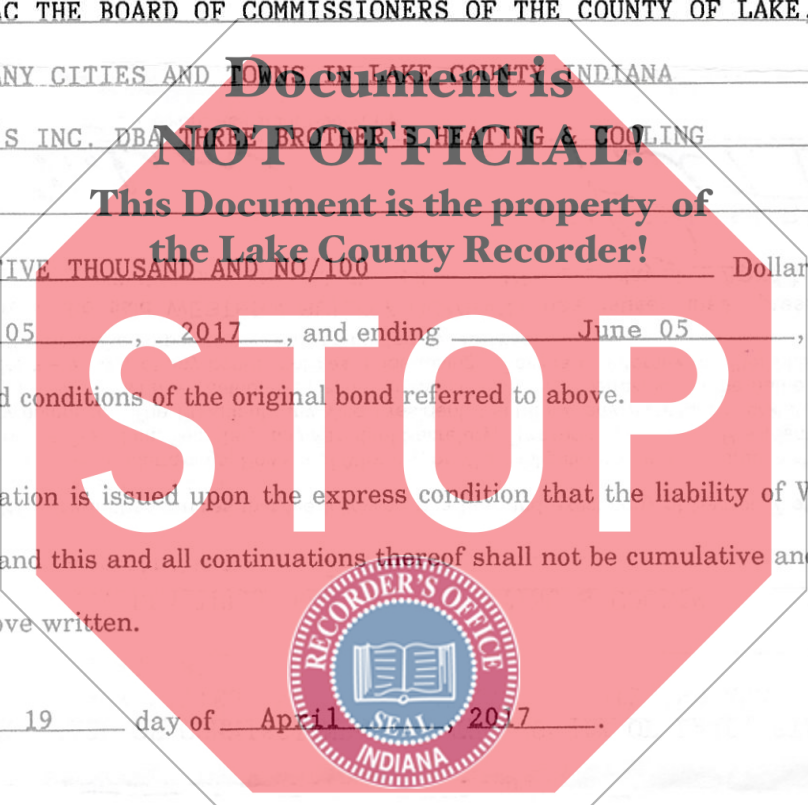 AC THE BOARD OF COMMISSIONERS OF THE COUNTY OF LAKE,
ANY CITIES AND TOWNS IN LAKE COUNTY INDIANA
Document is
S INC. DBA THREE BROTHER'S HEATING & COOLING
NOT OFFICIAL!
This Document is the property of
the Lake County Recorder!
IVE THOUSAND AND NO/100 Dollar
05, 2017, and ending June 05,
STOP
d conditions of the original bond referred to above.
ation is issued upon the express condition that the liability of
and this and all continuations thereof shall not be cumulative and
ove written.
RECORDER'S OFFICE
SEAL
INDIANA
19 day of April, 2017.